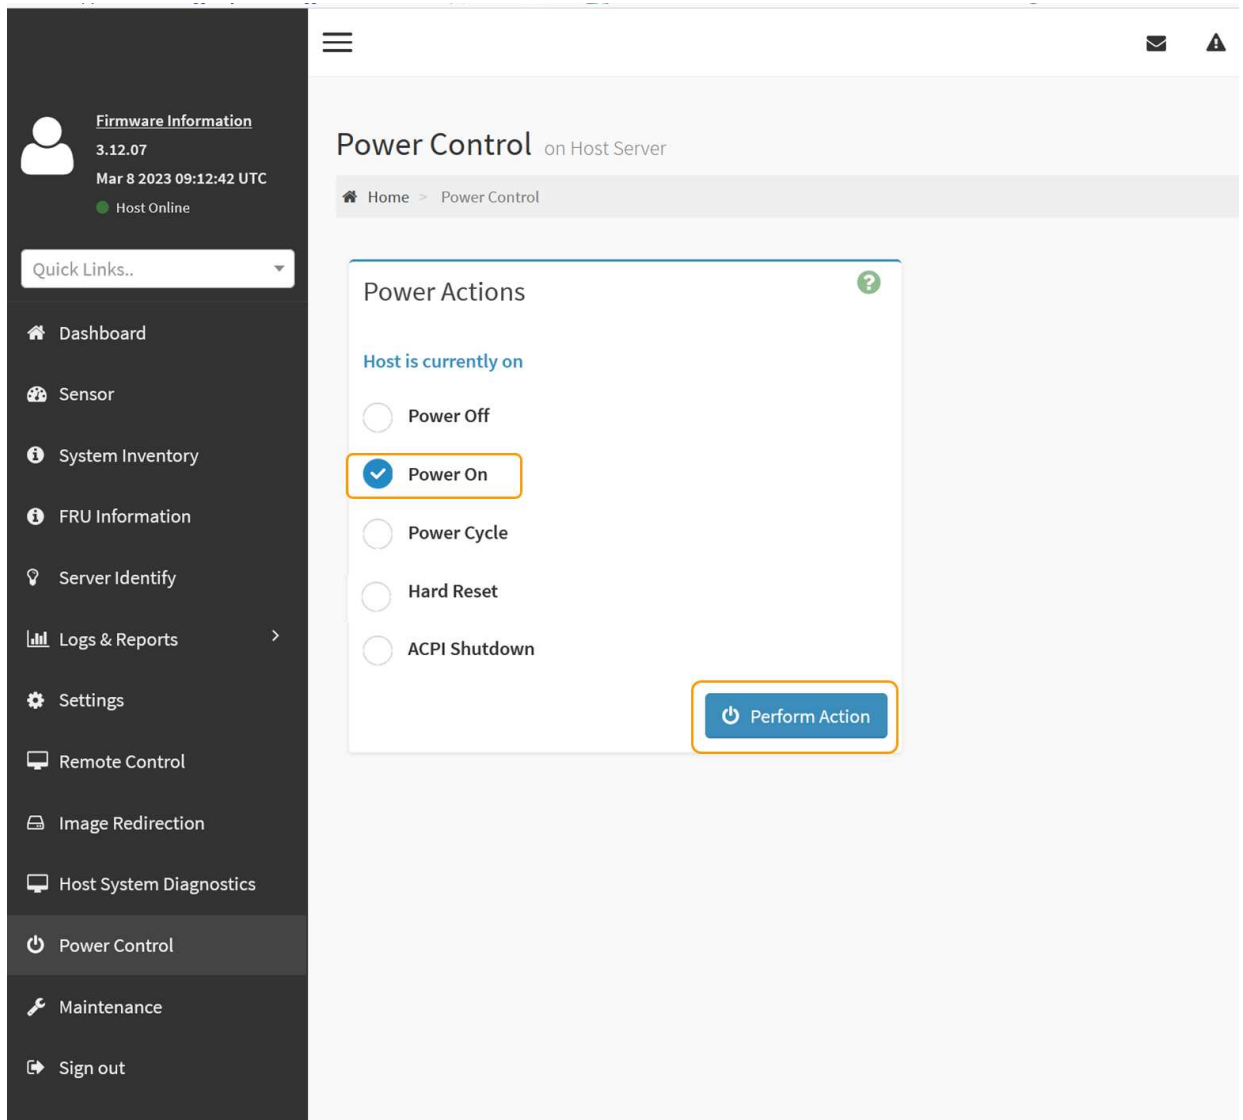 Firmware Information
3.12.07
Mar 8 2023 09:12:42 UTC
Host Online
Quick Links..
Dashboard
Sensor
System Inventory
FRU Information
Server Identify
Logs & Reports
Settings
Remote Control
Image Redirection
Host System Diagnostics
Power Control
Maintenance
Sign out
Power Control on Host Server
Home > Power Control
Power Actions
Host is currently on
Power Off
Power On
Power Cycle
Hard Reset
ACPI Shutdown
Perform Action